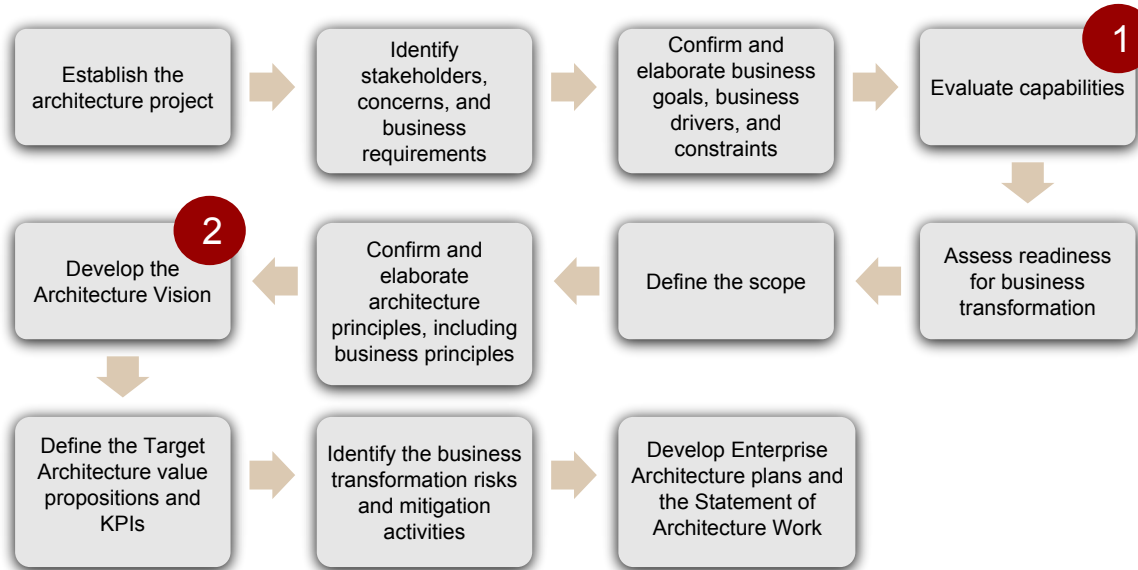 Establish the
architecture project
Identify
stakeholders,
concerns, and
business
requirements
Confirm and
elaborate business
goals, business
drivers, and
constraints
1
Evaluate capabilities
Assess readiness
for business
transformation
Define the scope
Confirm and
elaborate
architecture
principles, including
business principles
2
Develop the
Architecture Vision
Define the Target
Architecture value
propositions and
KPIs
Identify the business
transformation risks
and mitigation
activities
Develop Enterprise
Architecture plans and
the Statement of
Architecture Work